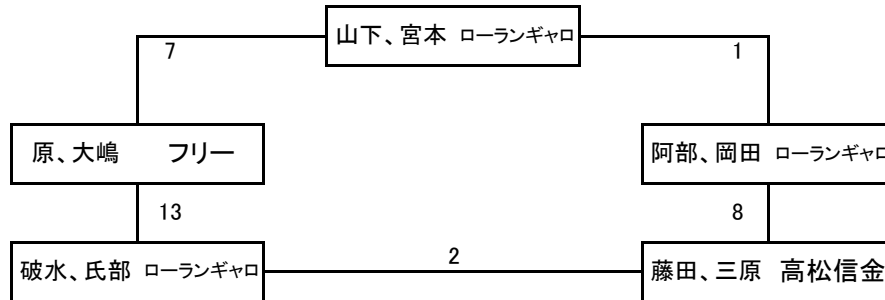 山下、宮本 ローランギャロ
7
1
原、大嶋 フリー
阿部、岡田 ローランギャロ
13
8
破水、氏部 ローランギャロ
2
藤田、三原 高松信金